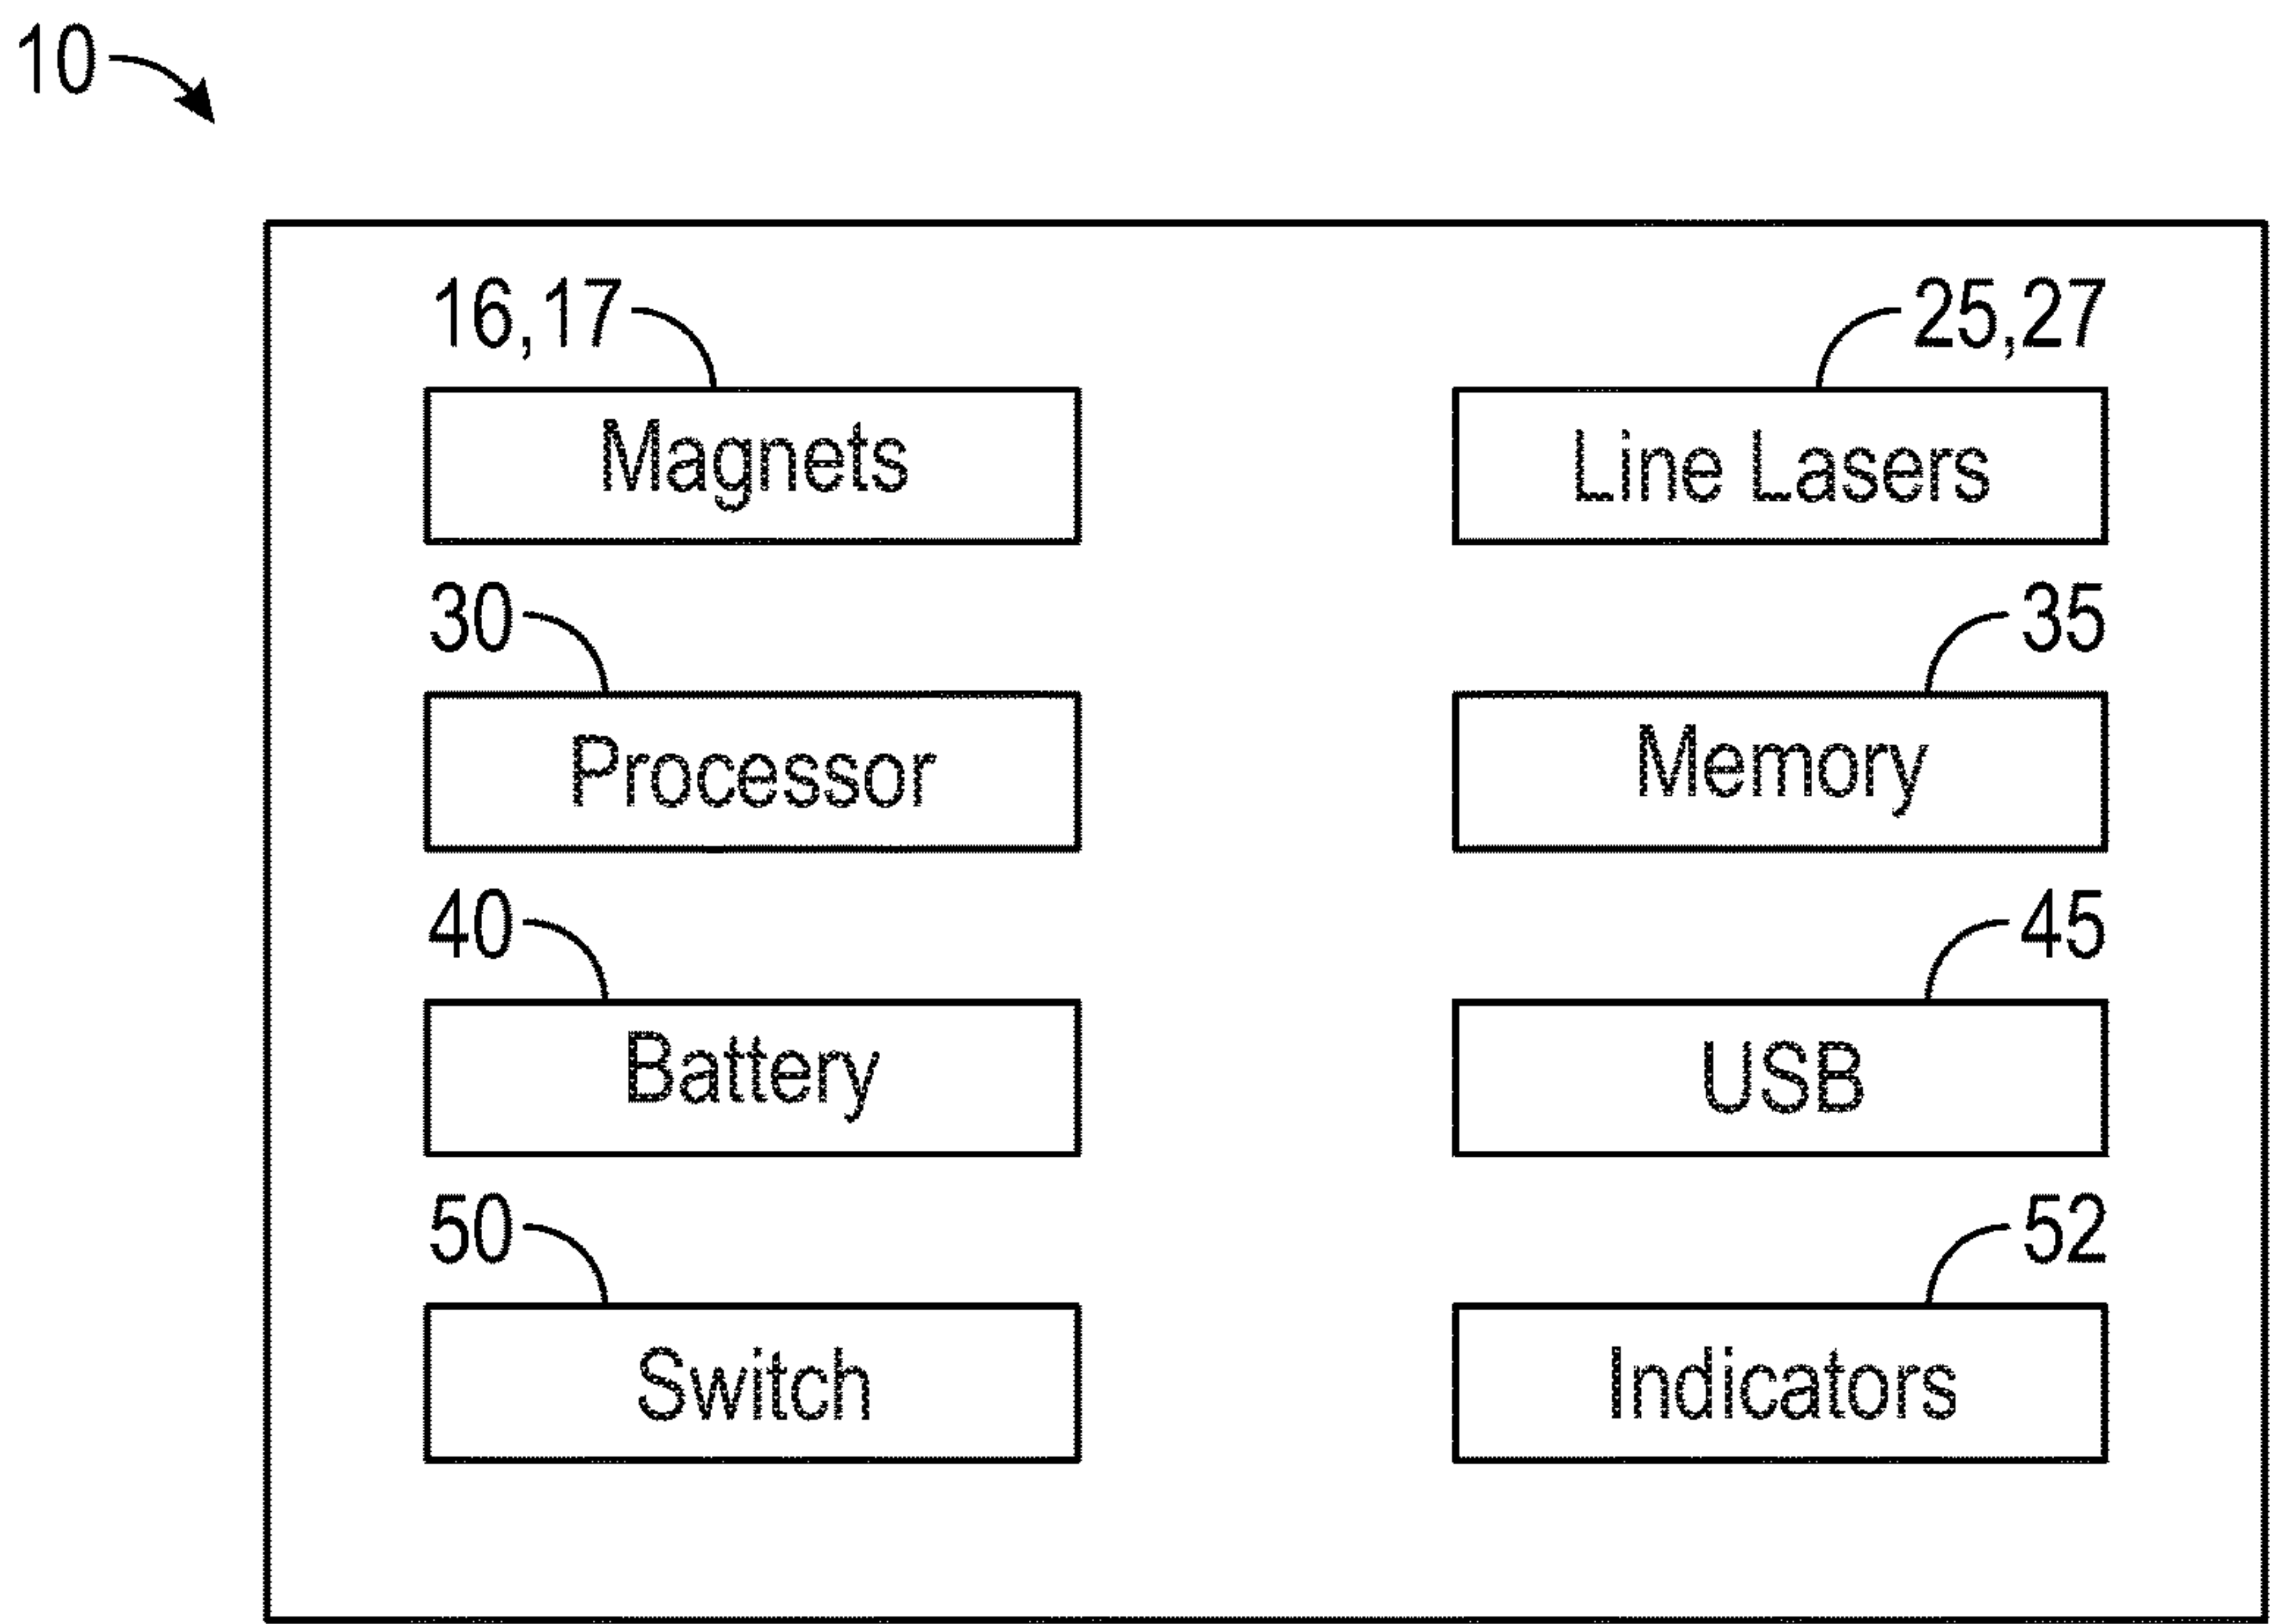 10
16,17
25,27
Magnets
Line Lasers
30
35
Processor
Memory
40
45
Battery
USB
50
52
Switch
Indicators